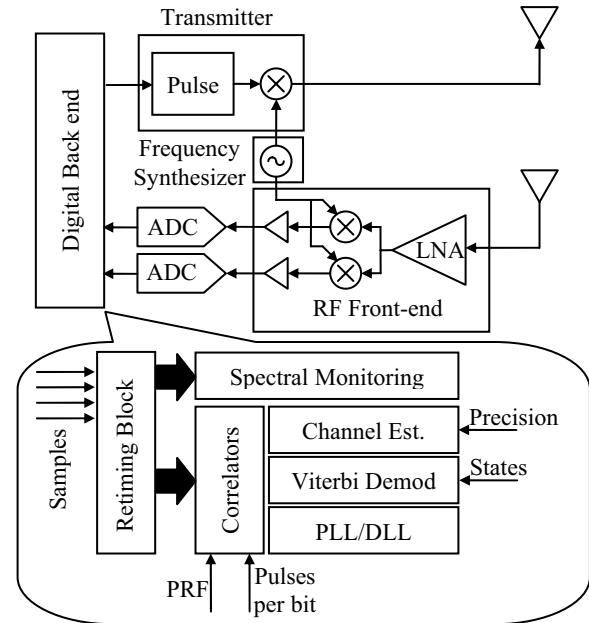 Transmitter
Pulse
Digital Back end
Frequency
Synthesizer
ADC
ADC
LNA
RF Front-end
Samples
Retiming Block
Spectral Monitoring
Correlators
Channel Est.
Precision
Viterbi Demod
States
PLL/DLL
PRF
Pulses
per bit